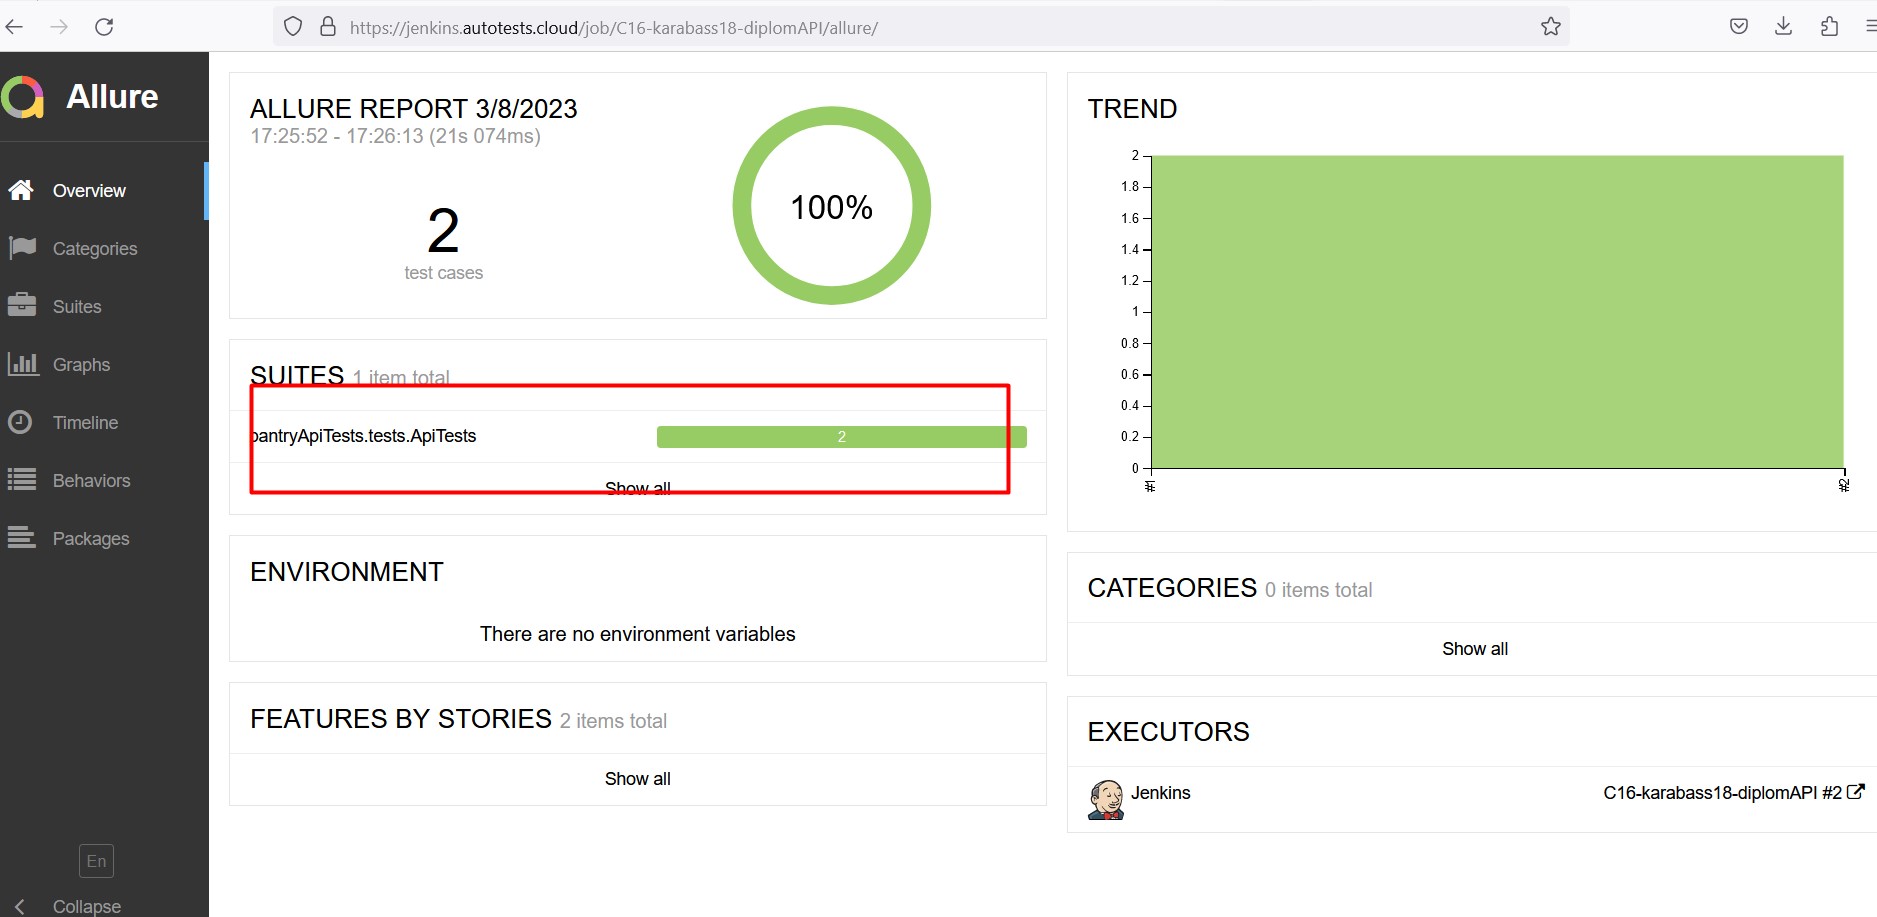 https://jenkins.autotests.cloud/job/C16-karabass18-diplomAPI/allure/
Allure
Overview
Categories
Suites
Graphs
Timeline
Behaviors
Packages
En
Collapse
ALLURE REPORT 3/8/2023
17:25:52 - 17:26:13 (21s 074ms)
2
test cases
100%
SUITES 1 item total
pantryApiTests.tests.ApiTests 2
Show all
ENVIRONMENT
There are no environment variables
FEATURES BY STORIES 2 items total
Show all
TREND
2
1.8
1.6
1.4
1.2
1
0.8
0.6
0.4
0.2
0
#1
#2
CATEGORIES 0 items total
Show all
EXECUTORS
Jenkins C16-karabass18-diplomAPI #2